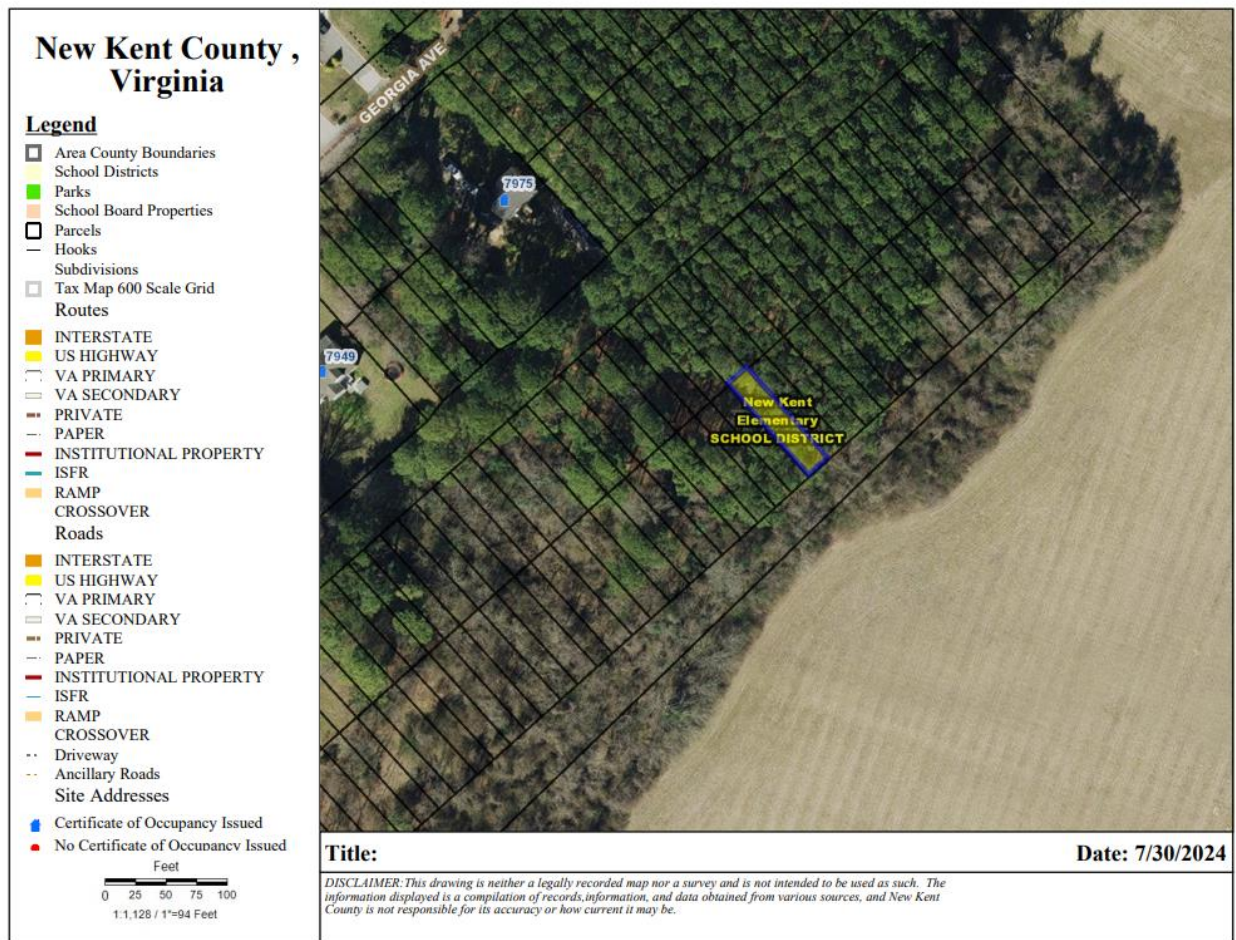 New Kent County ,
Virginia
Legend
Area County Boundaries
School Districts
Parks
School Board Properties
Parcels
Hooks
Subdivisions
Tax Map 600 Scale Grid
Routes
INTERSTATE
US HIGHWAY
VA PRIMARY
VA SECONDARY
PRIVATE
PAPER
INSTITUTIONAL PROPERTY
ISFR
RAMP
CROSSOVER
Roads
INTERSTATE
US HIGHWAY
VA PRIMARY
VA SECONDARY
PRIVATE
PAPER
INSTITUTIONAL PROPERTY
ISFR
RAMP
CROSSOVER
Driveway
Ancillary Roads
Site Addresses
Certificate of Occupancy Issued
No Certificate of Occupancy Issued
Feet
0 25 50 75 100
1:1,128 / 1"=94 Feet
GEORGIA AVE
7975
7949
New Kent
Elementary
SCHOOL DISTRICT
Title:
Date: 7/30/2024
DISCLAIMER:This drawing is neither a legally recorded map nor a survey and is not intended to be used as such. The
information displayed is a compilation of records,information, and data obtained from various sources, and New Kent
County is not responsible for its accuracy or how current it may be.